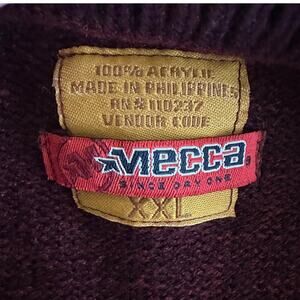 100% ACRYLIC
MADE IN PHILIPPINES
RN# 110237
VENDOR CODE
mecca
SINCE DAY ONE
XXL